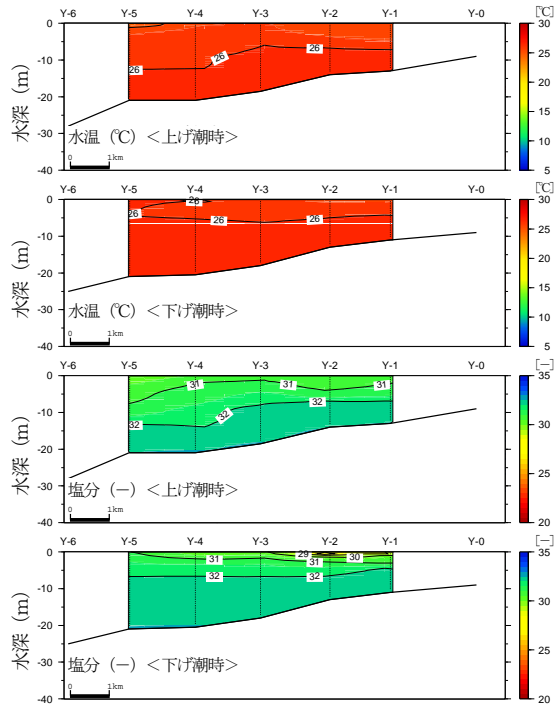 Y-6 Y-5 Y-4 Y-3 Y-2 Y-1 Y-0 [℃]
0 30
-10 25
-20 20
-30 15
-40 10
5
水深 (m)
26 26 26
水温 (℃) <上げ潮時>
0 1km
Y-6 Y-5 Y-4 Y-3 Y-2 Y-1 Y-0 [℃]
0 30
-10 25
-20 20
-30 15
-40 10
5
水深 (m)
26 26 26 26
水温 (℃) <下げ潮時>
0 1km
Y-6 Y-5 Y-4 Y-3 Y-2 Y-1 Y-0 [−]
0 35
-10 30
-20 25
-30 20
-40
水深 (m)
31 31 31
32 32 32
塩分 (−) <上げ潮時>
0 1km
Y-6 Y-5 Y-4 Y-3 Y-2 Y-1 Y-0 [−]
0 35
-10 30
-20 25
-30 20
-40
水深 (m)
29 30
31 31
32 32
塩分 (−) <下げ潮時>
0 1km